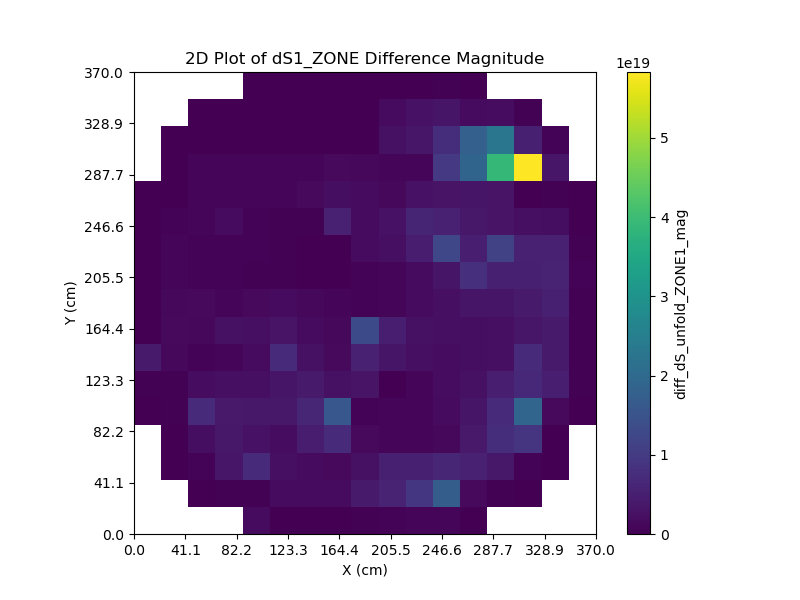 2D Plot of dS1_ZONE Difference Magnitude
1e19
370.0
328.9
287.7
246.6
205.5
164.4
123.3
82.2
41.1
0.0
Y (cm)
0.0 41.1 82.2 123.3 164.4 205.5 246.6 287.7 328.9 370.0
X (cm)
5
4
3
2
1
0
diff_dS_unfold_ZONE1_mag